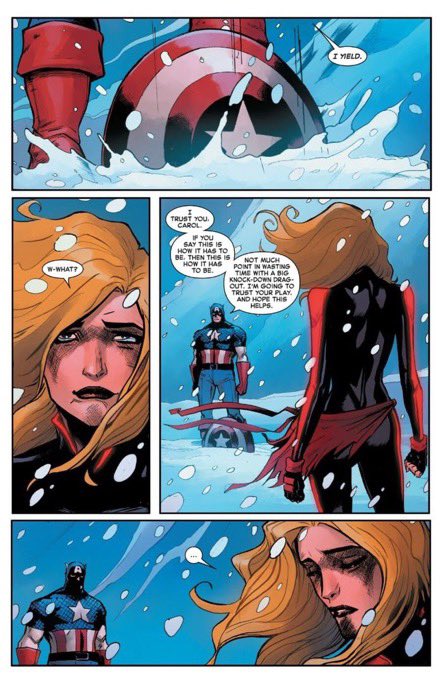 I YIELD.
W-WHAT?
I
TRUST YOU,
CAROL.
IF YOU
SAY THIS IS
HOW IT HAS TO
BE. THEN THIS IS
HOW IT HAS
TO BE.
NOT MUCH
POINT IN WASTING
TIME WITH A BIG
KNOCK-DOWN DRAG-
OUT. I'M GOING TO
TRUST YOUR PLAY.
AND HOPE THIS
HELPS.
...